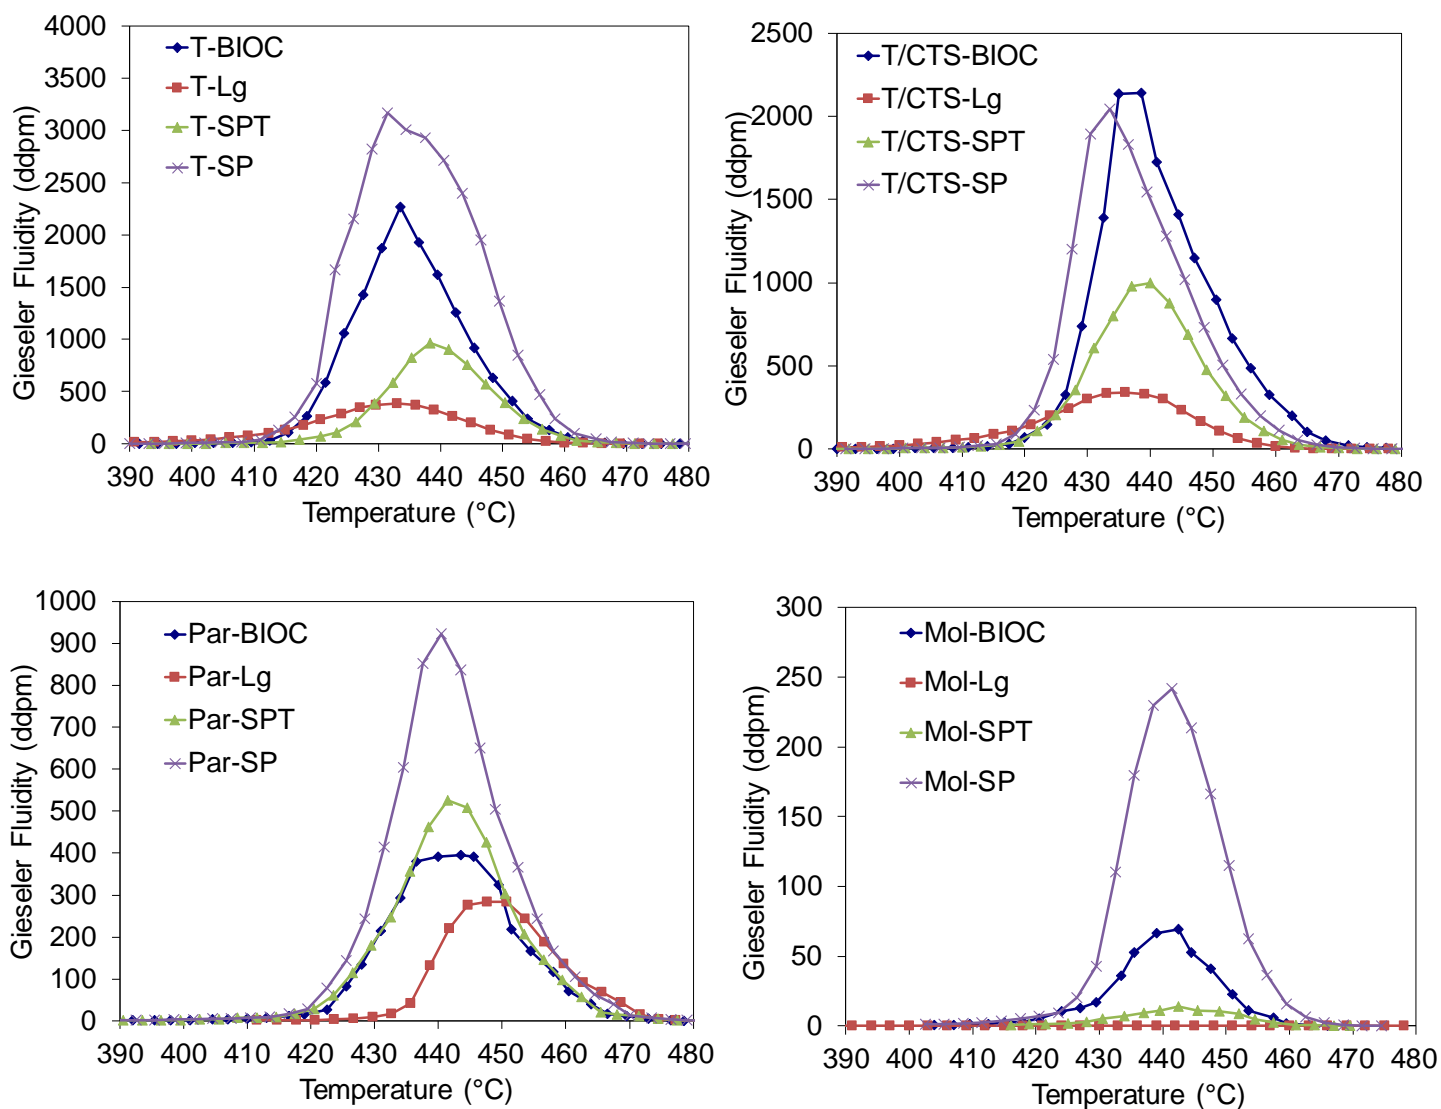 4000
3500
3000
2500
2000
1500
1000
500
0
390 400 410 420 430 440 450 460 470 480
Gieseler Fluidity (ddpm)
Temperature (°C)
T-BIOC
T-Lg
T-SPT
T-SP
2500
2000
1500
1000
500
0
390 400 410 420 430 440 450 460 470 480
Gieseler Fluidity (ddpm)
Temperature (°C)
T/CTS-BIOC
T/CTS-Lg
T/CTS-SPT
T/CTS-SP
1000
900
800
700
600
500
400
300
200
100
0
390 400 410 420 430 440 450 460 470 480
Gieseler Fluidity (ddpm)
Temperature (°C)
Par-BIOC
Par-Lg
Par-SPT
Par-SP
300
250
200
150
100
50
0
390 400 410 420 430 440 450 460 470 480
Gieseler Fluidity (ddpm)
Temperature (°C)
Mol-BIOC
Mol-Lg
Mol-SPT
Mol-SP